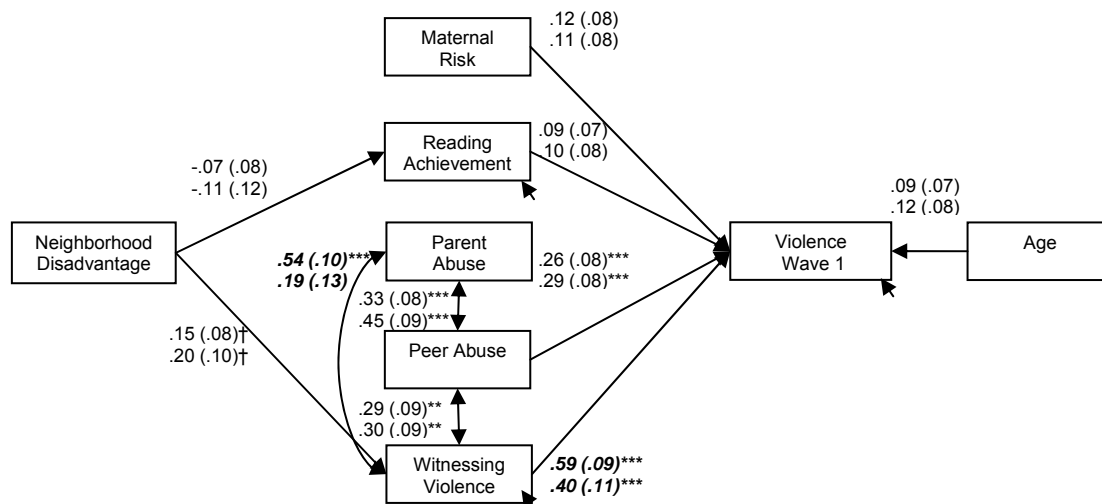 .12 (.08)
.11 (.08)
Maternal
Risk
Reading
Achievement
.09 (.07)
.10 (.08)
-.07 (.08)
-.11 (.12)
.09 (.07)
.12 (.08)
Neighborhood
Disadvantage
Parent
Abuse
Violence
Wave 1
Age
.54 (.10)***
.19 (.13)
.26 (.08)***
.29 (.08)***
.33 (.08)***
.45 (.09)***
.15 (.08)†
.20 (.10)†
Peer Abuse
.29 (.09)**
.30 (.09)**
Witnessing
Violence
.59 (.09)***
.40 (.11)***